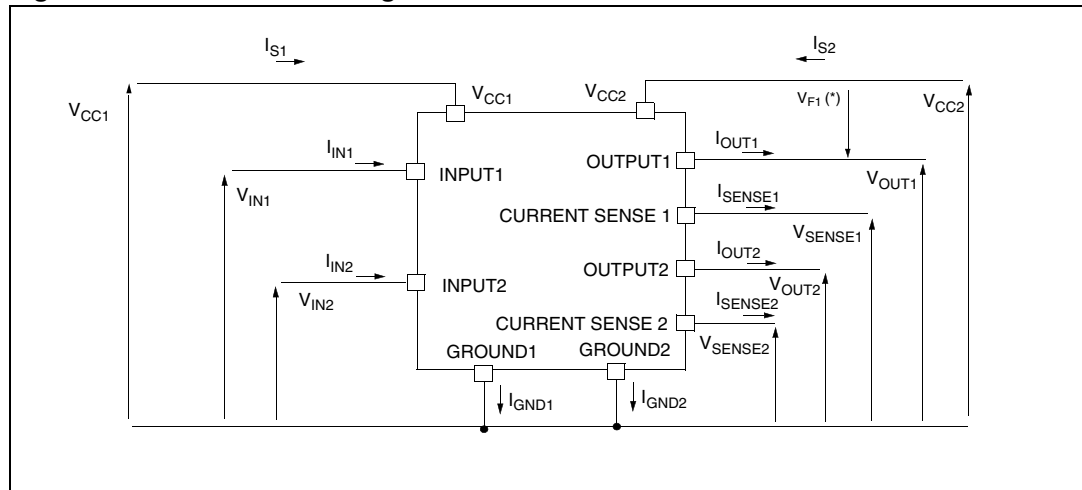 I_S1
I_S2
V_CC1
V_CC1
V_CC2
V_F1 (*)
V_CC2
I_IN1
INPUT1
OUTPUT1
I_OUT1
V_IN1
V_OUT1
I_SENSE1
CURRENT SENSE 1
V_SENSE1
I_IN2
INPUT2
OUTPUT2
I_OUT2
V_IN2
V_OUT2
I_SENSE2
CURRENT SENSE 2
V_SENSE2
GROUND1
GROUND2
I_GND1
I_GND2